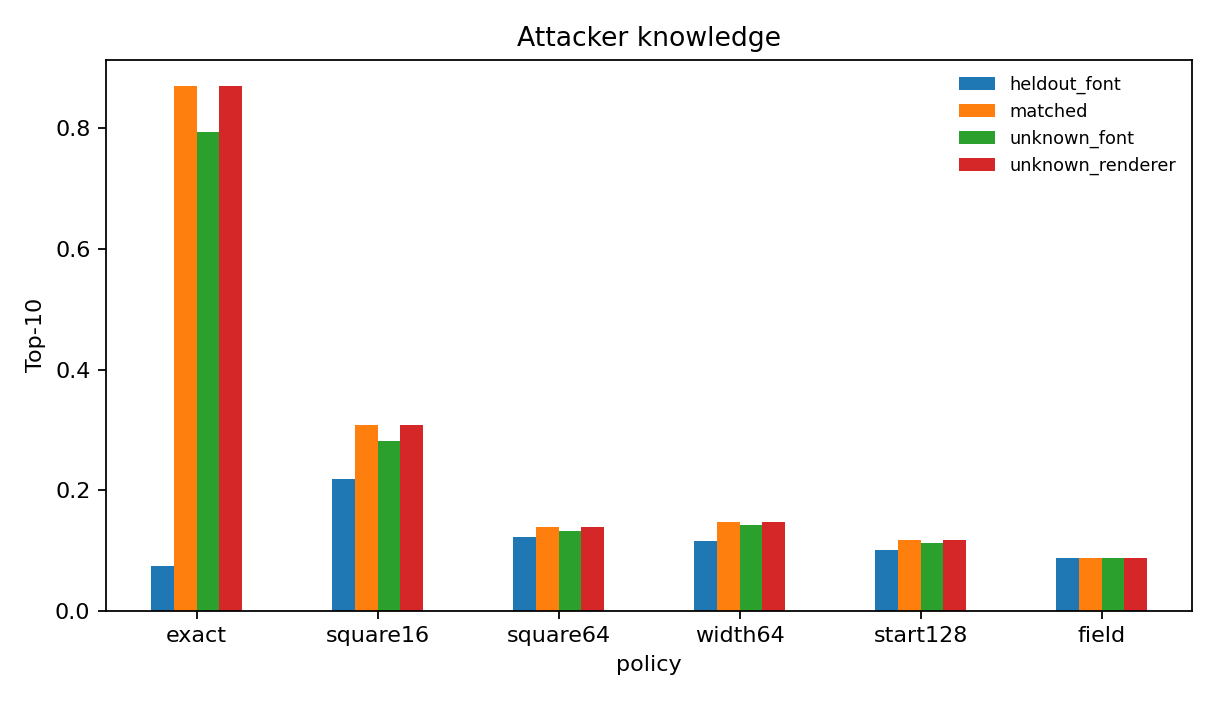 Attacker knowledge
heldout_font
matched
unknown_font
unknown_renderer
Top-10
0.8
0.6
0.4
0.2
0.0
exact square16 square64 width64 start128 field
policy